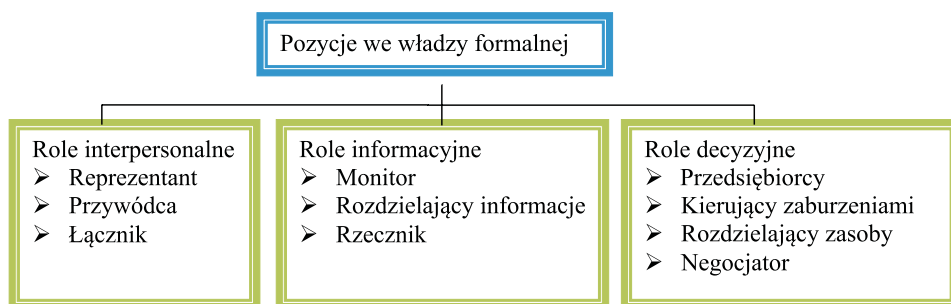 Pozycje we władzy formalnej
Role interpersonalne
➢ Reprezentant
➢ Przywódca
➢ Łącznik
Role informacyjne
➢ Monitor
➢ Rozdzielający informacje
➢ Rzecznik
Role decyzyjne
➢ Przedsiębiorcy
➢ Kierujący zaburzeniami
➢ Rozdzielający zasoby
➢ Negocjator